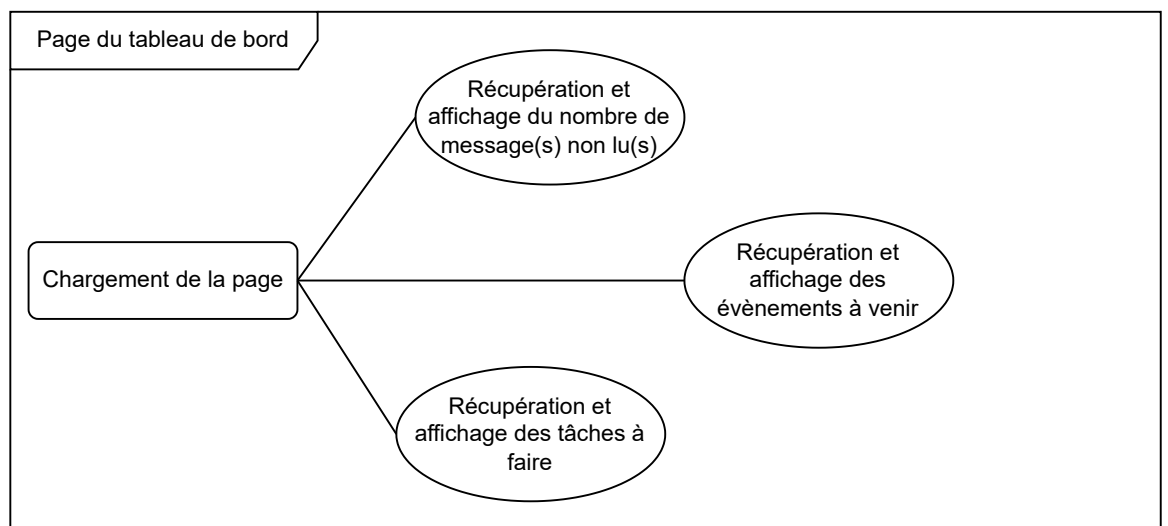 Page du tableau de bord
Récupération et
affichage du nombre de
message(s) non lu(s)
Chargement de la page
Récupération et
affichage des
évènements à venir
Récupération et
affichage des tâches à
faire